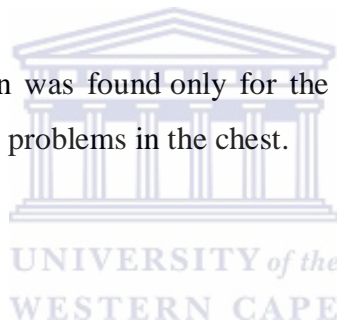 n was found only for the
problems in the chest.
UNIVERSITY of the
WESTERN CAPE